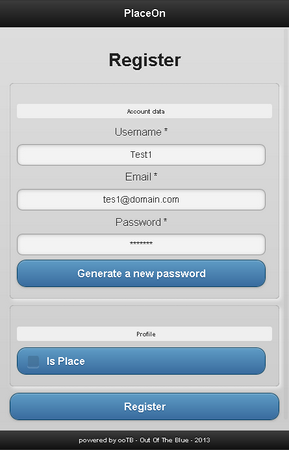 PlaceOn
Register
Account data
Username *
Test1
Email *
tes1@domain.com
Password *
*******
Generate a new password
Profile
Is Place
Register
powered by ooTB - Out Of The Blue - 2013